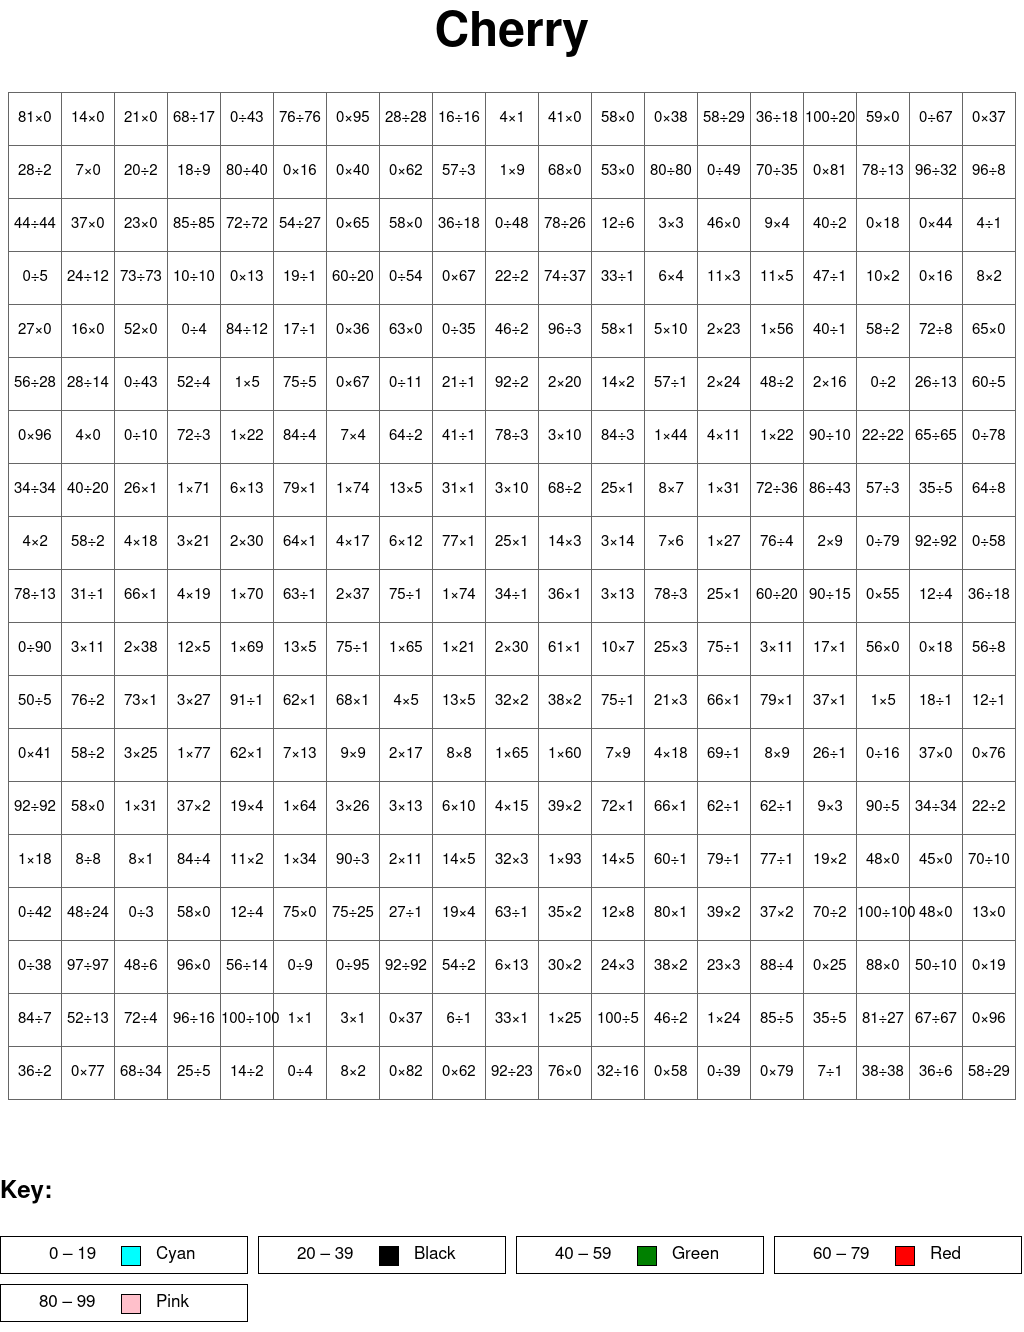 Cherry
81×0 14×0 21×0 68÷17 0÷43 76÷76 0×95 28÷28 16÷16 4×1 41×0 58×0 0×38 58÷29 36÷18 100÷20 59×0 0÷67 0×37
28÷2 7×0 20÷2 18÷9 80÷40 0×16 0×40 0×62 57÷3 1×9 68×0 53×0 80÷80 0÷49 70÷35 0×81 78÷13 96÷32 96÷8
44÷44 37×0 23×0 85÷85 72÷72 54÷27 0×65 58×0 36÷18 0÷48 78÷26 12÷6 3×3 46×0 9×4 40÷2 0×18 0×44 4÷1
0÷5 24÷12 73÷73 10÷10 0×13 19÷1 60÷20 0÷54 0×67 22÷2 74÷37 33÷1 6×4 11×3 11×5 47÷1 10×2 0×16 8×2
27×0 16×0 52×0 0÷4 84÷12 17÷1 0×36 63×0 0÷35 46÷2 96÷3 58×1 5×10 2×23 1×56 40÷1 58÷2 72÷8 65×0
56÷28 28÷14 0÷43 52÷4 1×5 75÷5 0×67 0÷11 21÷1 92÷2 2×20 14×2 57÷1 2×24 48÷2 2×16 0÷2 26÷13 60÷5
0×96 4×0 0÷10 72÷3 1×22 84÷4 7×4 64÷2 41÷1 78÷3 3×10 84÷3 1×44 4×11 1×22 90÷10 22÷22 65÷65 0÷78
34÷34 40÷20 26×1 1×71 6×13 79×1 1×74 13×5 31×1 3×10 68÷2 25×1 8×7 1×31 72÷36 86÷43 57÷3 35÷5 64÷8
4×2 58÷2 4×18 3×21 2×30 64×1 4×17 6×12 77×1 25×1 14×3 3×14 7×6 1×27 76÷4 2×9 0÷79 92÷92 0÷58
78÷13 31÷1 66×1 4×19 1×70 63÷1 2×37 75÷1 1×74 34÷1 36×1 3×13 78÷3 25×1 60÷20 90÷15 0×55 12÷4 36÷18
0÷90 3×11 2×38 12×5 1×69 13×5 75÷1 1×65 1×21 2×30 61×1 10×7 25×3 75÷1 3×11 17×1 56×0 0×18 56÷8
50÷5 76÷2 73×1 3×27 91÷1 62×1 68×1 4×5 13×5 32×2 38×2 75÷1 21×3 66×1 79×1 37×1 1×5 18÷1 12÷1
0×41 58÷2 3×25 1×77 62×1 7×13 9×9 2×17 8×8 1×65 1×60 7×9 4×18 69÷1 8×9 26÷1 0÷16 37×0 0×76
92÷92 58×0 1×31 37×2 19×4 1×64 3×26 3×13 6×10 4×15 39×2 72×1 66×1 62÷1 62÷1 9×3 90÷5 34÷34 22÷2
1×18 8÷8 8×1 84÷4 11×2 1×34 90÷3 2×11 14×5 32×3 1×93 14×5 60÷1 79÷1 77÷1 19×2 48×0 45×0 70÷10
0÷42 48÷24 0÷3 58×0 12÷4 75×0 75÷25 27÷1 19×4 63÷1 35×2 12×8 80×1 39×2 37×2 70÷2 100÷100 48×0 13×0
0÷38 97÷97 48÷6 96×0 56÷14 0÷9 0÷95 92÷92 54÷2 6×13 30×2 24×3 38×2 23×3 88÷4 0×25 88×0 50÷10 0×19
84÷7 52÷13 72÷4 96÷16 100÷100 1×1 3×1 0×37 6÷1 33×1 1×25 100÷5 46÷2 1×24 85÷5 35÷5 81÷27 67÷67 0×96
36÷2 0×77 68÷34 25÷5 14÷2 0÷4 8×2 0×82 0×62 92÷23 76×0 32÷16 0×58 0÷39 0×79 7÷1 38÷38 36÷6 58÷29
Key:
0 – 19 Cyan 20 – 39 Black 40 – 59 Green 60 – 79 Red
80 – 99 Pink